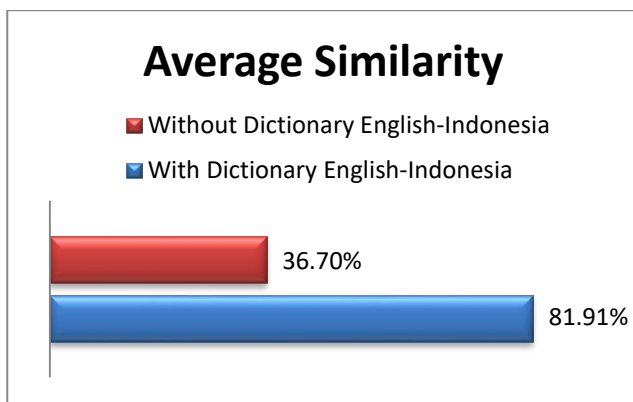 Average Similarity
Without Dictionary English-Indonesia
With Dictionary English-Indonesia
36.70%
81.91%